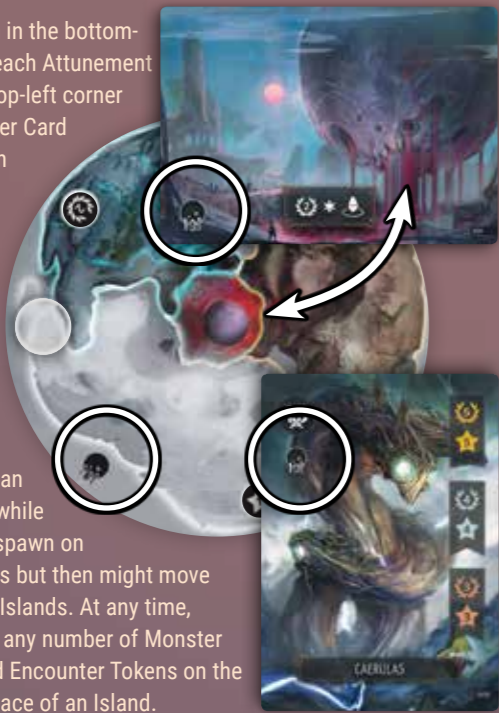 in the bottom-
each Attunement
op-left corner
er Card
2
an
while
spawn on
s but then might move
Islands. At any time,
any number of Monster
d Encounter Tokens on the
ace of an Island.
CAERULAS